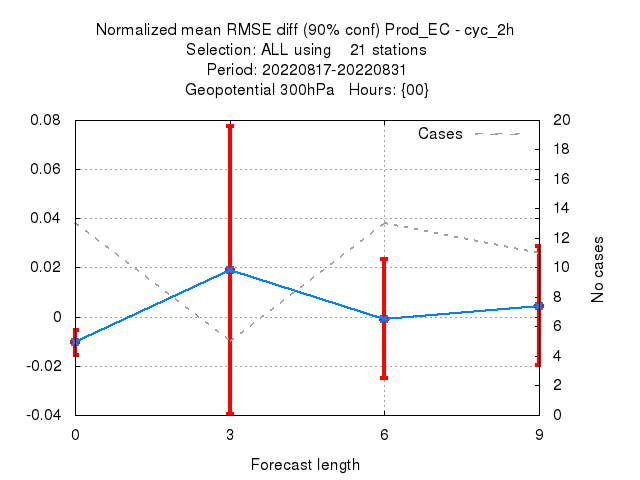 Normalized mean RMSE diff (90% conf) Prod_EC - cyc_2h
Selection: ALL using    21 stations
Period: 20220817-20220831
Geopotential 300hPa   Hours: {00}
0.08
0.06
0.04
0.02
0
-0.02
-0.04
Cases
20
18
16
14
12
10
8
6
4
2
0
No cases
0 3 6 9
Forecast length